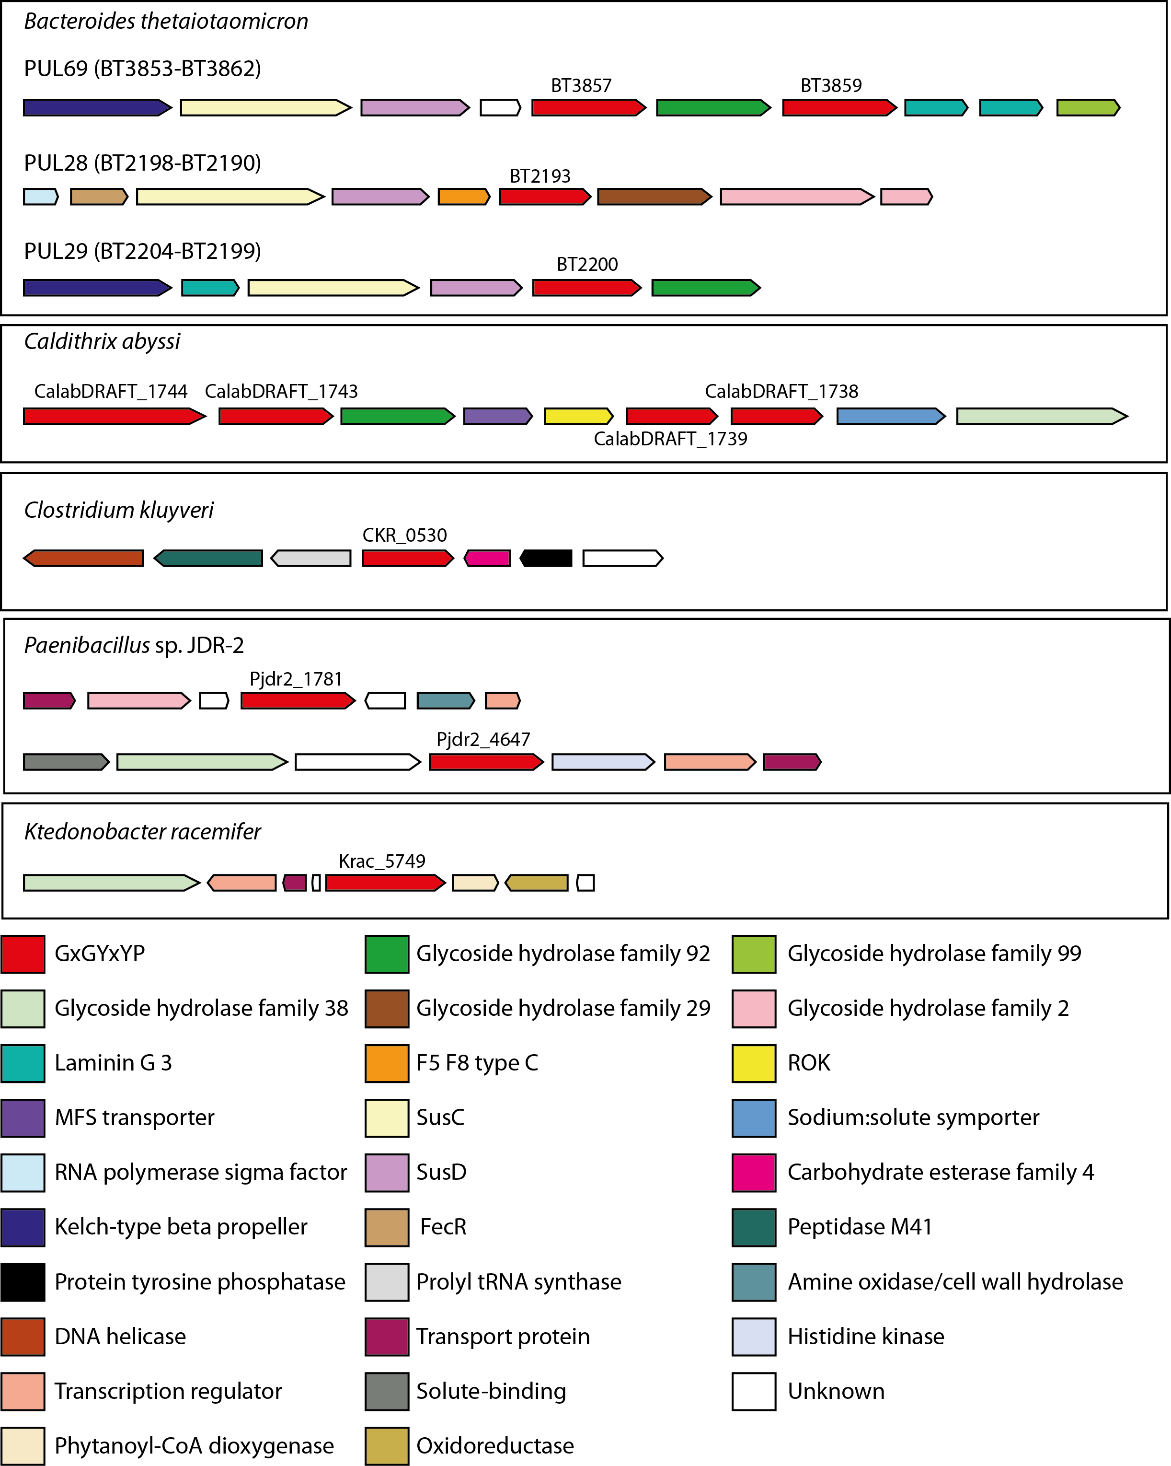 Bacteroides thetaiotaomicron
PUL69 (BT3853-BT3862)
BT3857 BT3859
PUL28 (BT2198-BT2190)
BT2193
PUL29 (BT2204-BT2199)
BT2200
Caldithrix abyssi
CalabDRAFT_1744 CalabDRAFT_1743 CalabDRAFT_1738
CalabDRAFT_1739
Clostridium kluyveri
CKR_0530
Paenibacillus sp. JDR-2
Pjdr2_1781
Pjdr2_4647
Ktedonobacter racemifer
Krac_5749
GxGYxYP Glycoside hydrolase family 92 Glycoside hydrolase family 99
Glycoside hydrolase family 38 Glycoside hydrolase family 29 Glycoside hydrolase family 2
Laminin G 3 F5 F8 type C ROK
MFS transporter SusC Sodium:solute symporter
RNA polymerase sigma factor SusD Carbohydrate esterase family 4
Kelch-type beta propeller FecR Peptidase M41
Protein tyrosine phosphatase Prolyl tRNA synthase Amine oxidase/cell wall hydrolase
DNA helicase Transport protein Histidine kinase
Transcription regulator Solute-binding Unknown
Phytanoyl-CoA dioxygenase Oxidoreductase